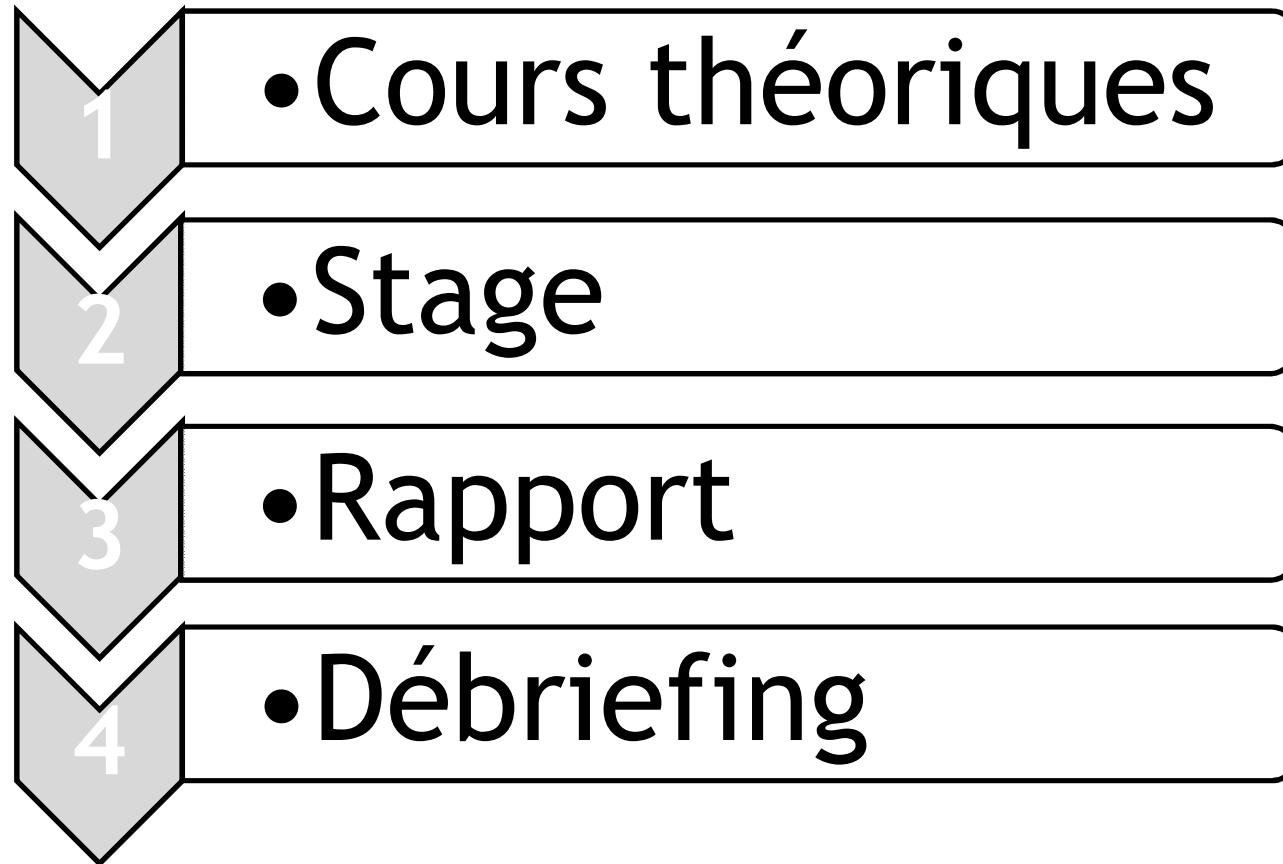 1 •Cours théoriques
2 •Stage
3 •Rapport
4 •Débriefing